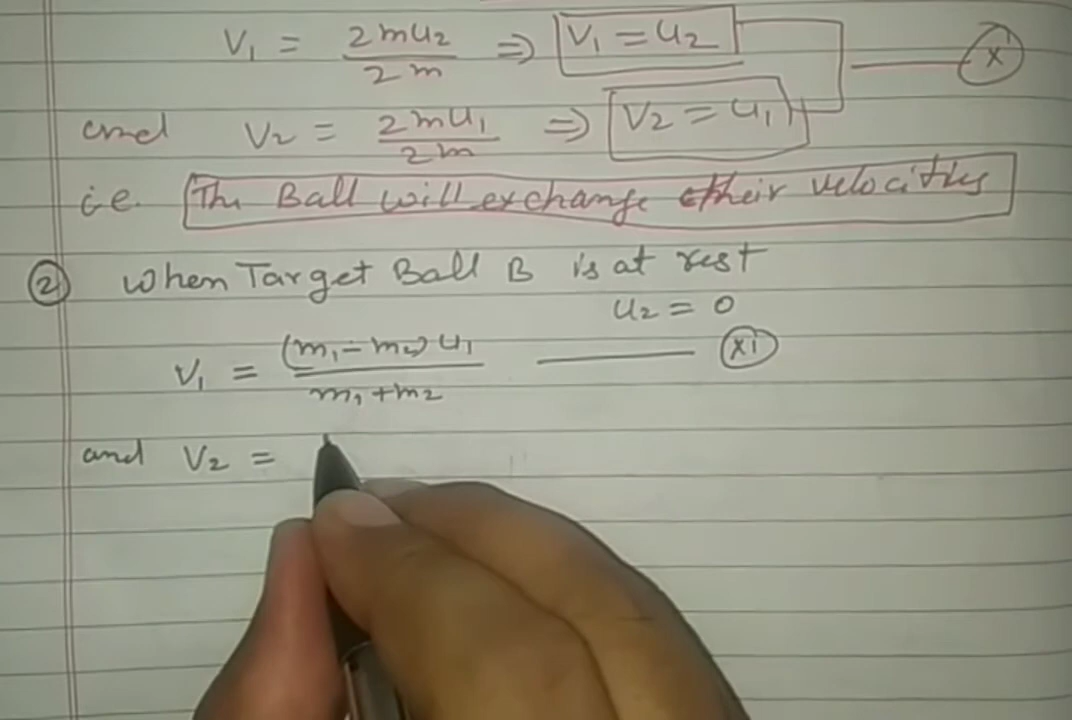 V₁ = 2mu₂/2m ⇒ V₁ = u₂ (X)
and V₂ = 2mu₁/2m ⇒ V₂ = u₁
i.e. The Ball will exchange their velocities
(2) When Target Ball B is at rest
u₂ = 0
V₁ = (m₁-m₂)u₁/m₁+m₂ (XI)
and V₂ =